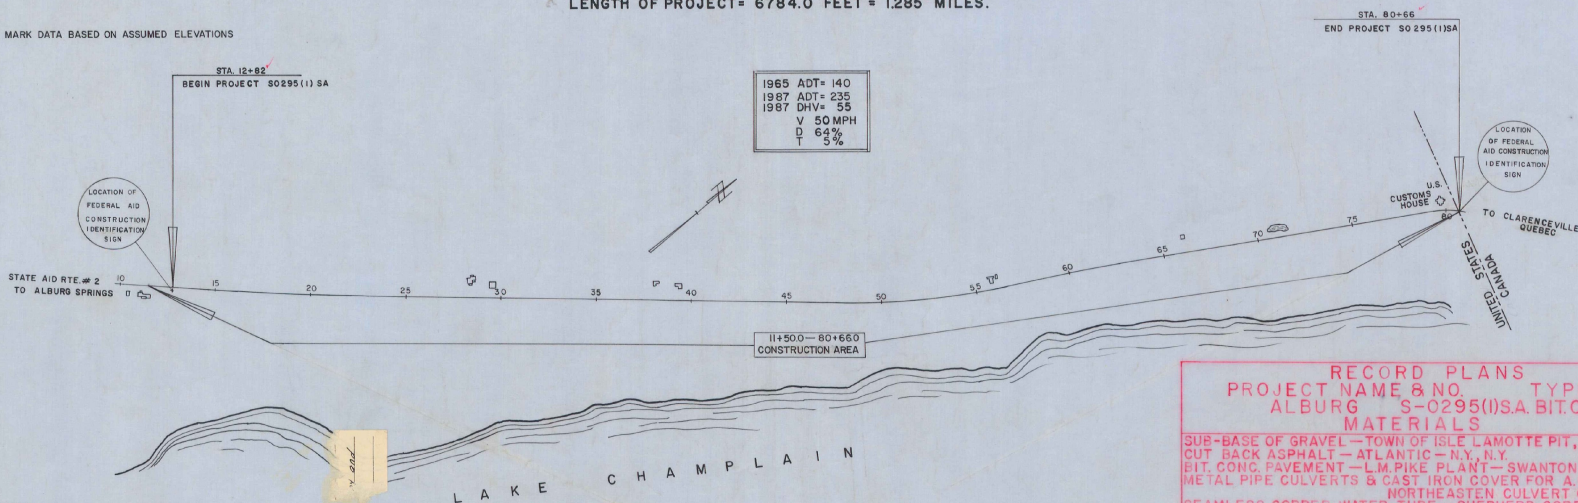 LENGTH OF PROJECT= 6784.0 FEET = 1.285 MILES.
MARK DATA BASED ON ASSUMED ELEVATIONS
STA. 12+82
BEGIN PROJECT SO295(1)SA
STA. 80+66
END PROJECT SO295(1)SA
1965 ADT= 140
1987 ADT= 235
1987 DHV= 55
V 50 MPH
D 64%
T 5%
LOCATION OF
FEDERAL AID
CONSTRUCTION
IDENTIFICATION
SIGN
LOCATION
OF FEDERAL
AID CONSTRUCTION
IDENTIFICATION
SIGN
U.S.
CUSTOMS
HOUSE
TO CLARENCEVILLE
QUEBEC
UNITED STATES
CANADA
STATE AID RTE.# 2
TO ALBURG SPRINGS
10 15 20 25 30 35 40 45 50 55 60 65 70 75 80
11+50.0—80+66.0
CONSTRUCTION AREA
LAKE CHAMPLAIN
RECORD PLANS
PROJECT NAME & NO. TYP
ALBURG S-0295(1)S.A. BIT.C
MATERIALS
SUB-BASE OF GRAVEL—TOWN OF ISLE LAMOTTE PIT,
CUT BACK ASPHALT—ATLANTIC—N.Y., N.Y.
BIT. CONC. PAVEMENT—L.M.PIKE PLANT—SWANTON
METAL PIPE CULVERTS & CAST IRON COVER FOR A.
NORTHEASTEN CULVERT